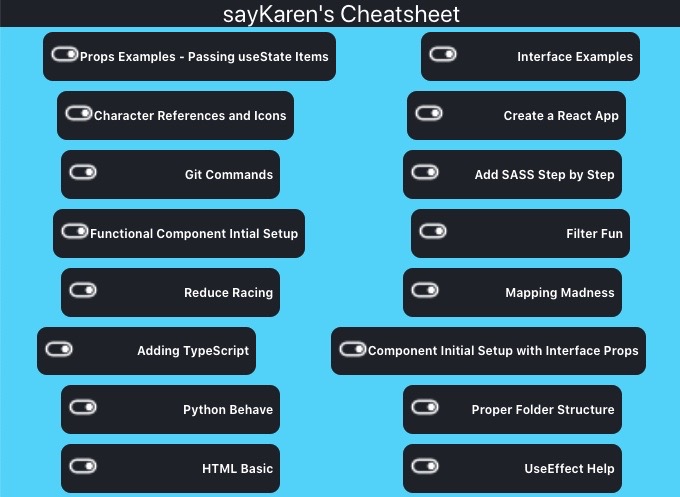 sayKaren's Cheatsheet
Props Examples - Passing useState Items
Interface Examples
Character References and Icons
Create a React App
Git Commands
Add SASS Step by Step
Functional Component Intial Setup
Filter Fun
Reduce Racing
Mapping Madness
Adding TypeScript
Component Initial Setup with Interface Props
Python Behave
Proper Folder Structure
HTML Basic
UseEffect Help